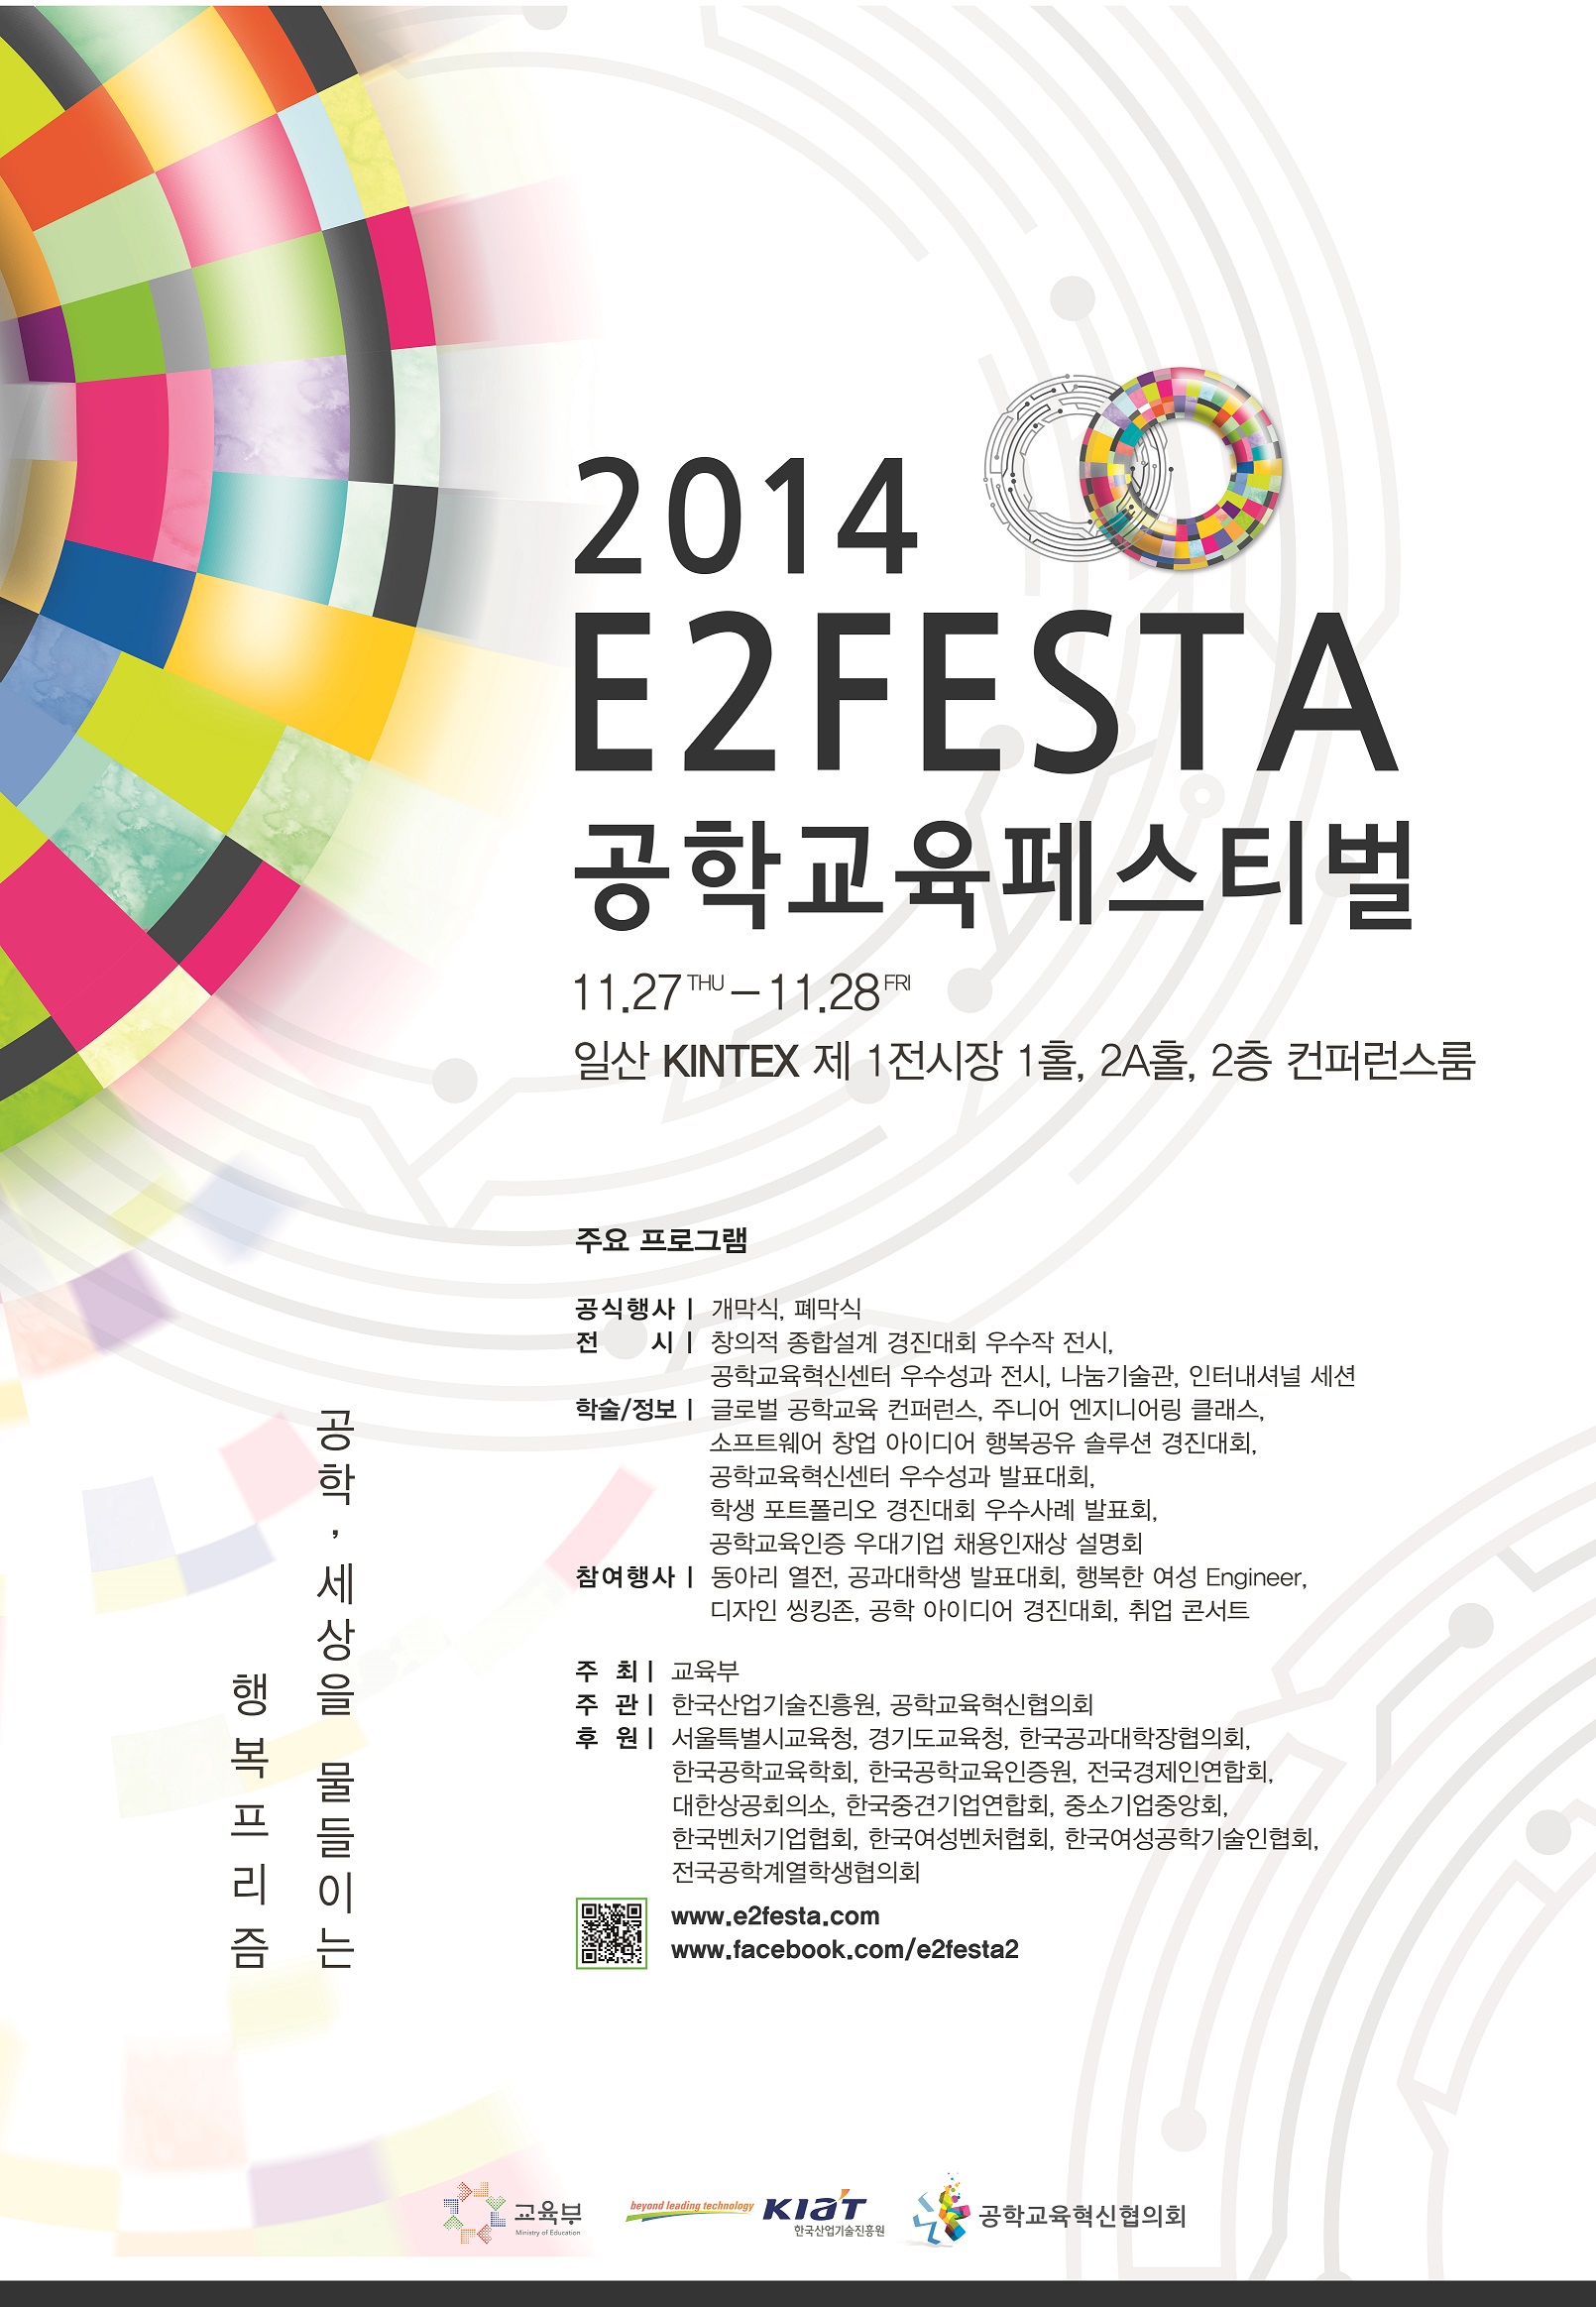 2014
E2FESTA
공학교육페스티벌
11.27 THU – 11.28 FRI
일산 KINTEX 제 1전시장 1홀, 2A홀, 2층 컨퍼런스룸
주요 프로그램
공식행사 | 개막식, 폐막식
전 시 | 창의적 종합설계 경진대회 우수작 전시,
공학교육혁신센터 우수성과 전시, 나눔기술관, 인터내셔널 세션
학술/정보 | 글로벌 공학교육 컨퍼런스, 주니어 엔지니어링 클래스,
소프트웨어 창업 아이디어 행복공유 솔루션 경진대회,
공학교육혁신센터 우수성과 발표대회,
학생 포트폴리오 경진대회 우수사례 발표회,
공학교육인증 우대기업 채용인재상 설명회
참여행사 | 동아리 열전, 공과대학생 발표대회, 행복한 여성 Engineer,
디자인 씽킹존, 공학 아이디어 경진대회, 취업 콘서트
주 최 | 교육부
주 관 | 한국산업기술진흥원, 공학교육혁신협의회
후 원 | 서울특별시교육청, 경기도교육청, 한국공과대학장협의회,
한국공학교육학회, 한국공학교육인증원, 전국경제인연합회,
대한상공회의소, 한국중견기업연합회, 중소기업중앙회,
한국벤처기업협회, 한국여성벤처협회, 한국여성공학기술인협회,
전국공학계열학생협의회
www.e2festa.com
www.facebook.com/e2festa2
공학, 세상을 물들이는
행복프리즘
교육부
Ministry of Education
beyond leading technology KIAT
한국산업기술진흥원
공학교육혁신협의회